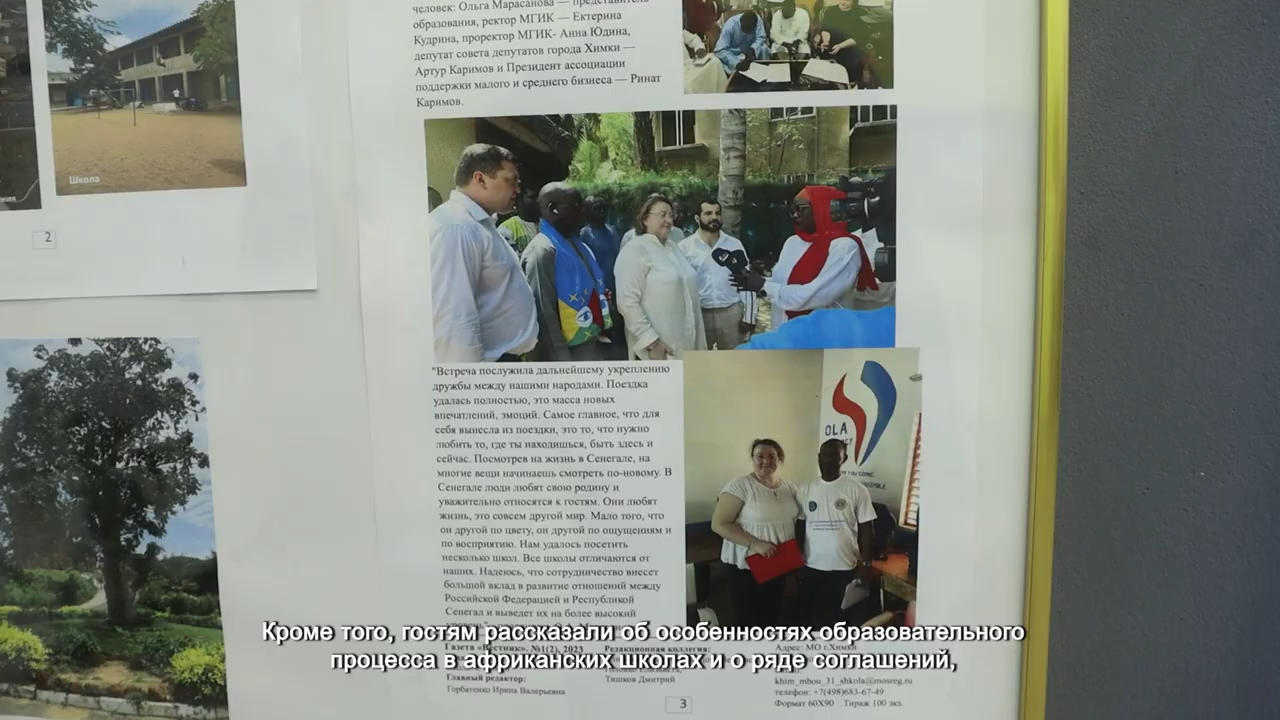 человек: Ольга Марасанова — представитель
образования, ректор МГИК — Ектерина
Кудрина, проректор МГИК- Анна Юдина,
депутат совета депутатов города Химки —
Артур Каримов и Президент ассоциации
поддержки малого и среднего бизнеса — Ринат
Каримов.
Школа
2
"Встреча послужила дальнейшему укреплению
дружбы между нашими народами. Поездка
удалась полностью, это масса новых
впечатлений, эмоций. Самое главное, что для
себя вынесла из поездки, это то, что нужно
любить то, где ты находишься, быть здесь и
сейчас. Посмотрев на жизнь в Сенегале, на
многие вещи начинаешь смотреть по-новому. В
Сенегале люди любят свою родину и
уважительно относятся к гостям. Они любят
жизнь, это совсем другой мир. Мало того, что
он другой по цвету, он другой по ощущениям и
по восприятию. Нам удалось посетить
несколько школ. Все школы отличаются от
наших. Надеюсь, что сотрудничество внесет
большой вклад в развитие отношений между
Российской Федерацией и Республикой
Сенегал и выведет их на более высокий
OLA
YOU COME
Кроме того, гостям рассказали об особенностях образовательного
процесса в африканских школах и о ряде соглашений,
Газета «Вестник». №1(2), 2023
Главный редактор:
Горбатенко Ирина Валерьевна
Редакционная коллегия:
Тишков Дмитрий
Адрес: МО г.Химки
khim_mbou_31_shkola@mosreg.ru
телефон: +7(498)683-67-49
Формат 60X90 Тираж 100 экз.
3